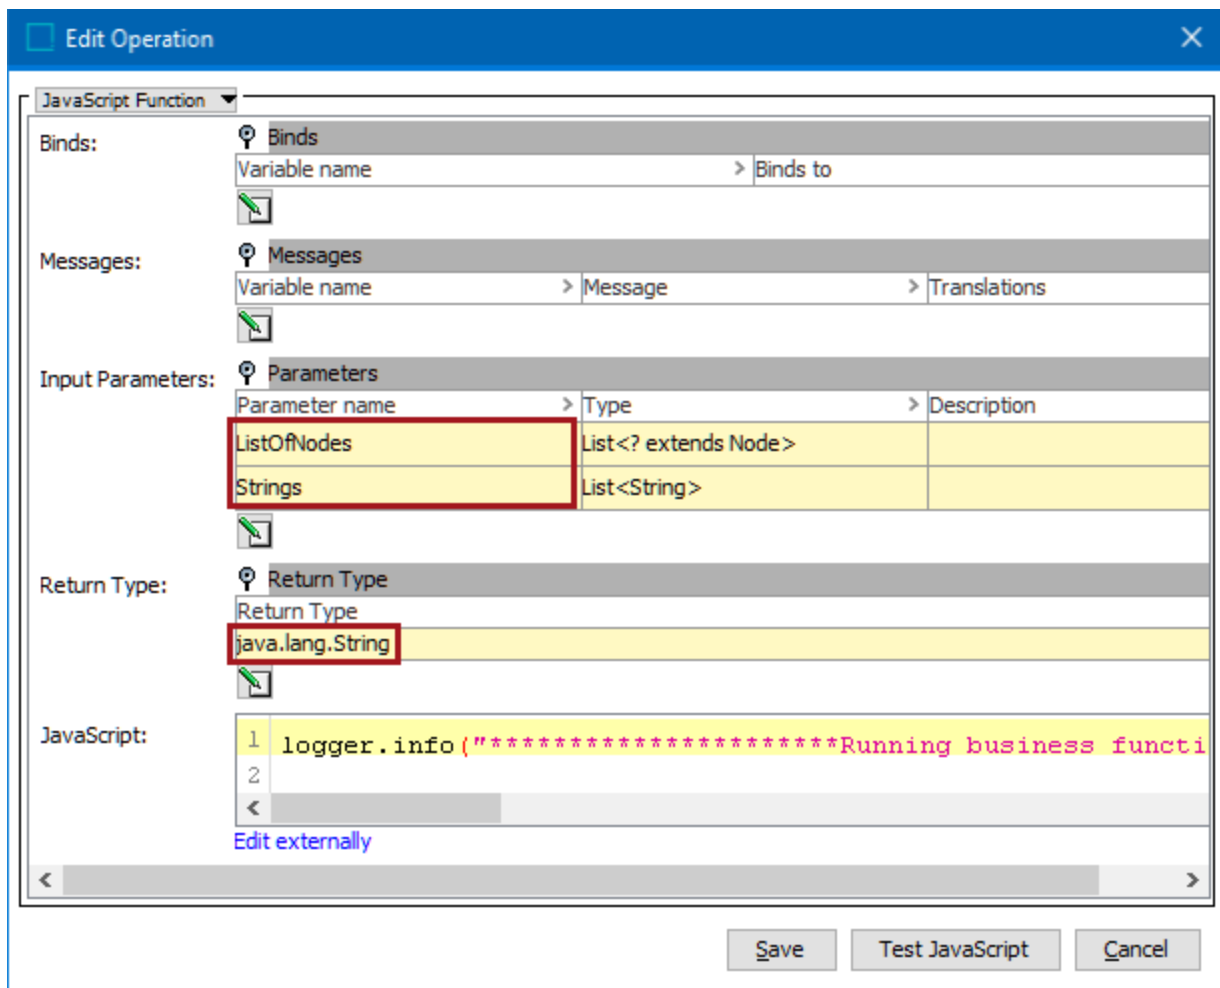 Edit Operation
JavaScript Function
Binds: Binds
Variable name > Binds to
Messages: Messages
Variable name > Message > Translations
Input Parameters: Parameters
Parameter name > Type > Description
ListOfNodes List<? extends Node>
Strings List<String>
Return Type: Return Type
Return Type
java.lang.String
JavaScript:
1 logger.info("**********************Running business functi
2
Edit externally
Save Test JavaScript Cancel